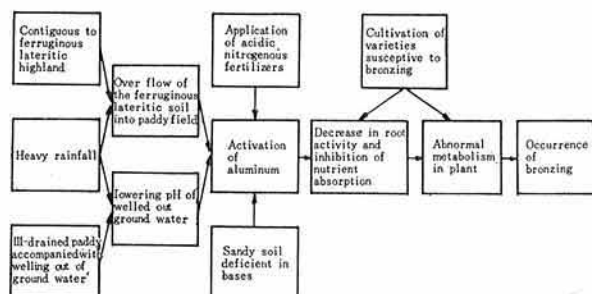 Contiguous to
ferruginous
lateritic
highland
Application
of acidic
nitrogenous
fertilizers
Cultivation of
varieties
susceptive to
bronzing
Over flow of
the ferruginous
lateritic soil
into paddy field
Heavy rainfall
Activation
of
aluminum
Decrease in root
activity and
inhibition of
nutrient
absorption
Abnormal
metabolism
in plant
Occurrence
of
bronzing
lowering pH of
welled out
ground water
Ill-drained paddy
accompanied with
welling out of
ground water
Sandy soil
deficient in
bases